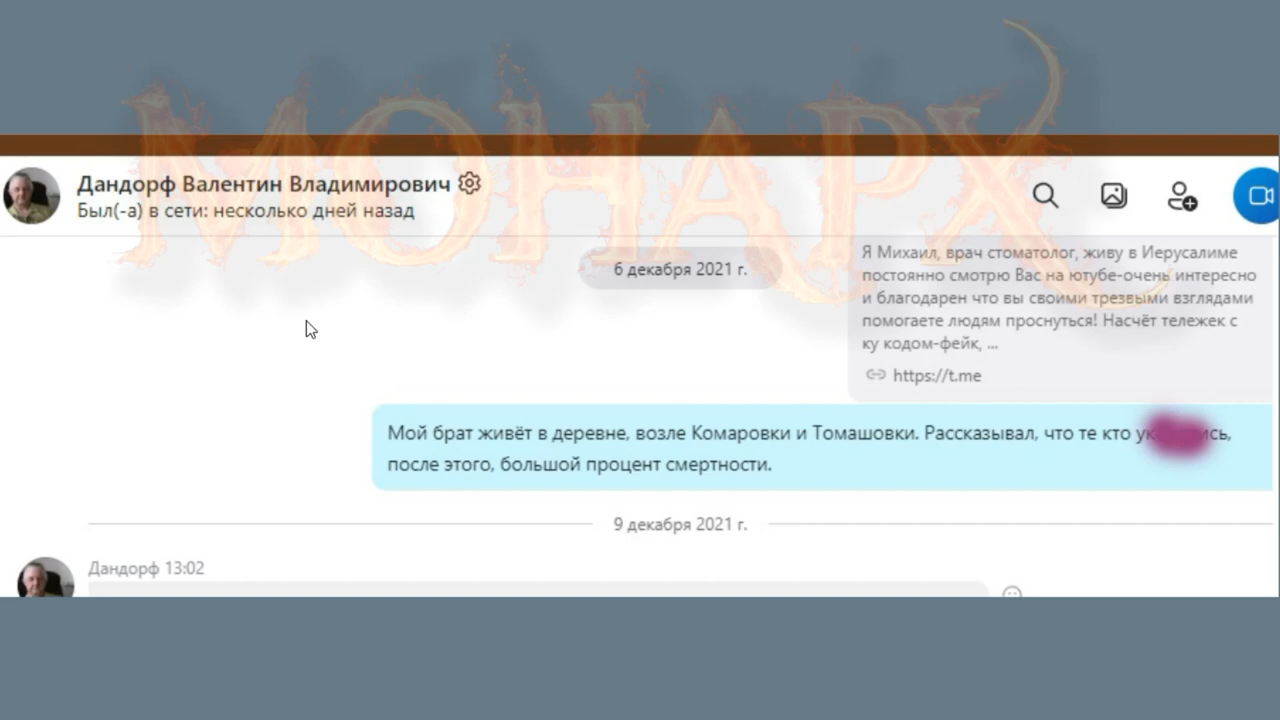 МОНАРХ
Дандорф Валентин Владимирович
Был(-а) в сети: несколько дней назад
6 декабря 2021 г.
Я Михаил, врач стоматолог, живу в Иерусалиме
постоянно смотрю Вас на ютубе-очень интересно
и благодарен что вы своими трезвыми взглядами
помогаете людям проснуться! Насчёт тележек с
ку кодом-фейк, ...
https://t.me
Мой брат живёт в деревне, возле Комаровки и Томашовки. Рассказывал, что те кто
после этого, большой процент смертности.
9 декабря 2021 г.
Дандорф 13:02